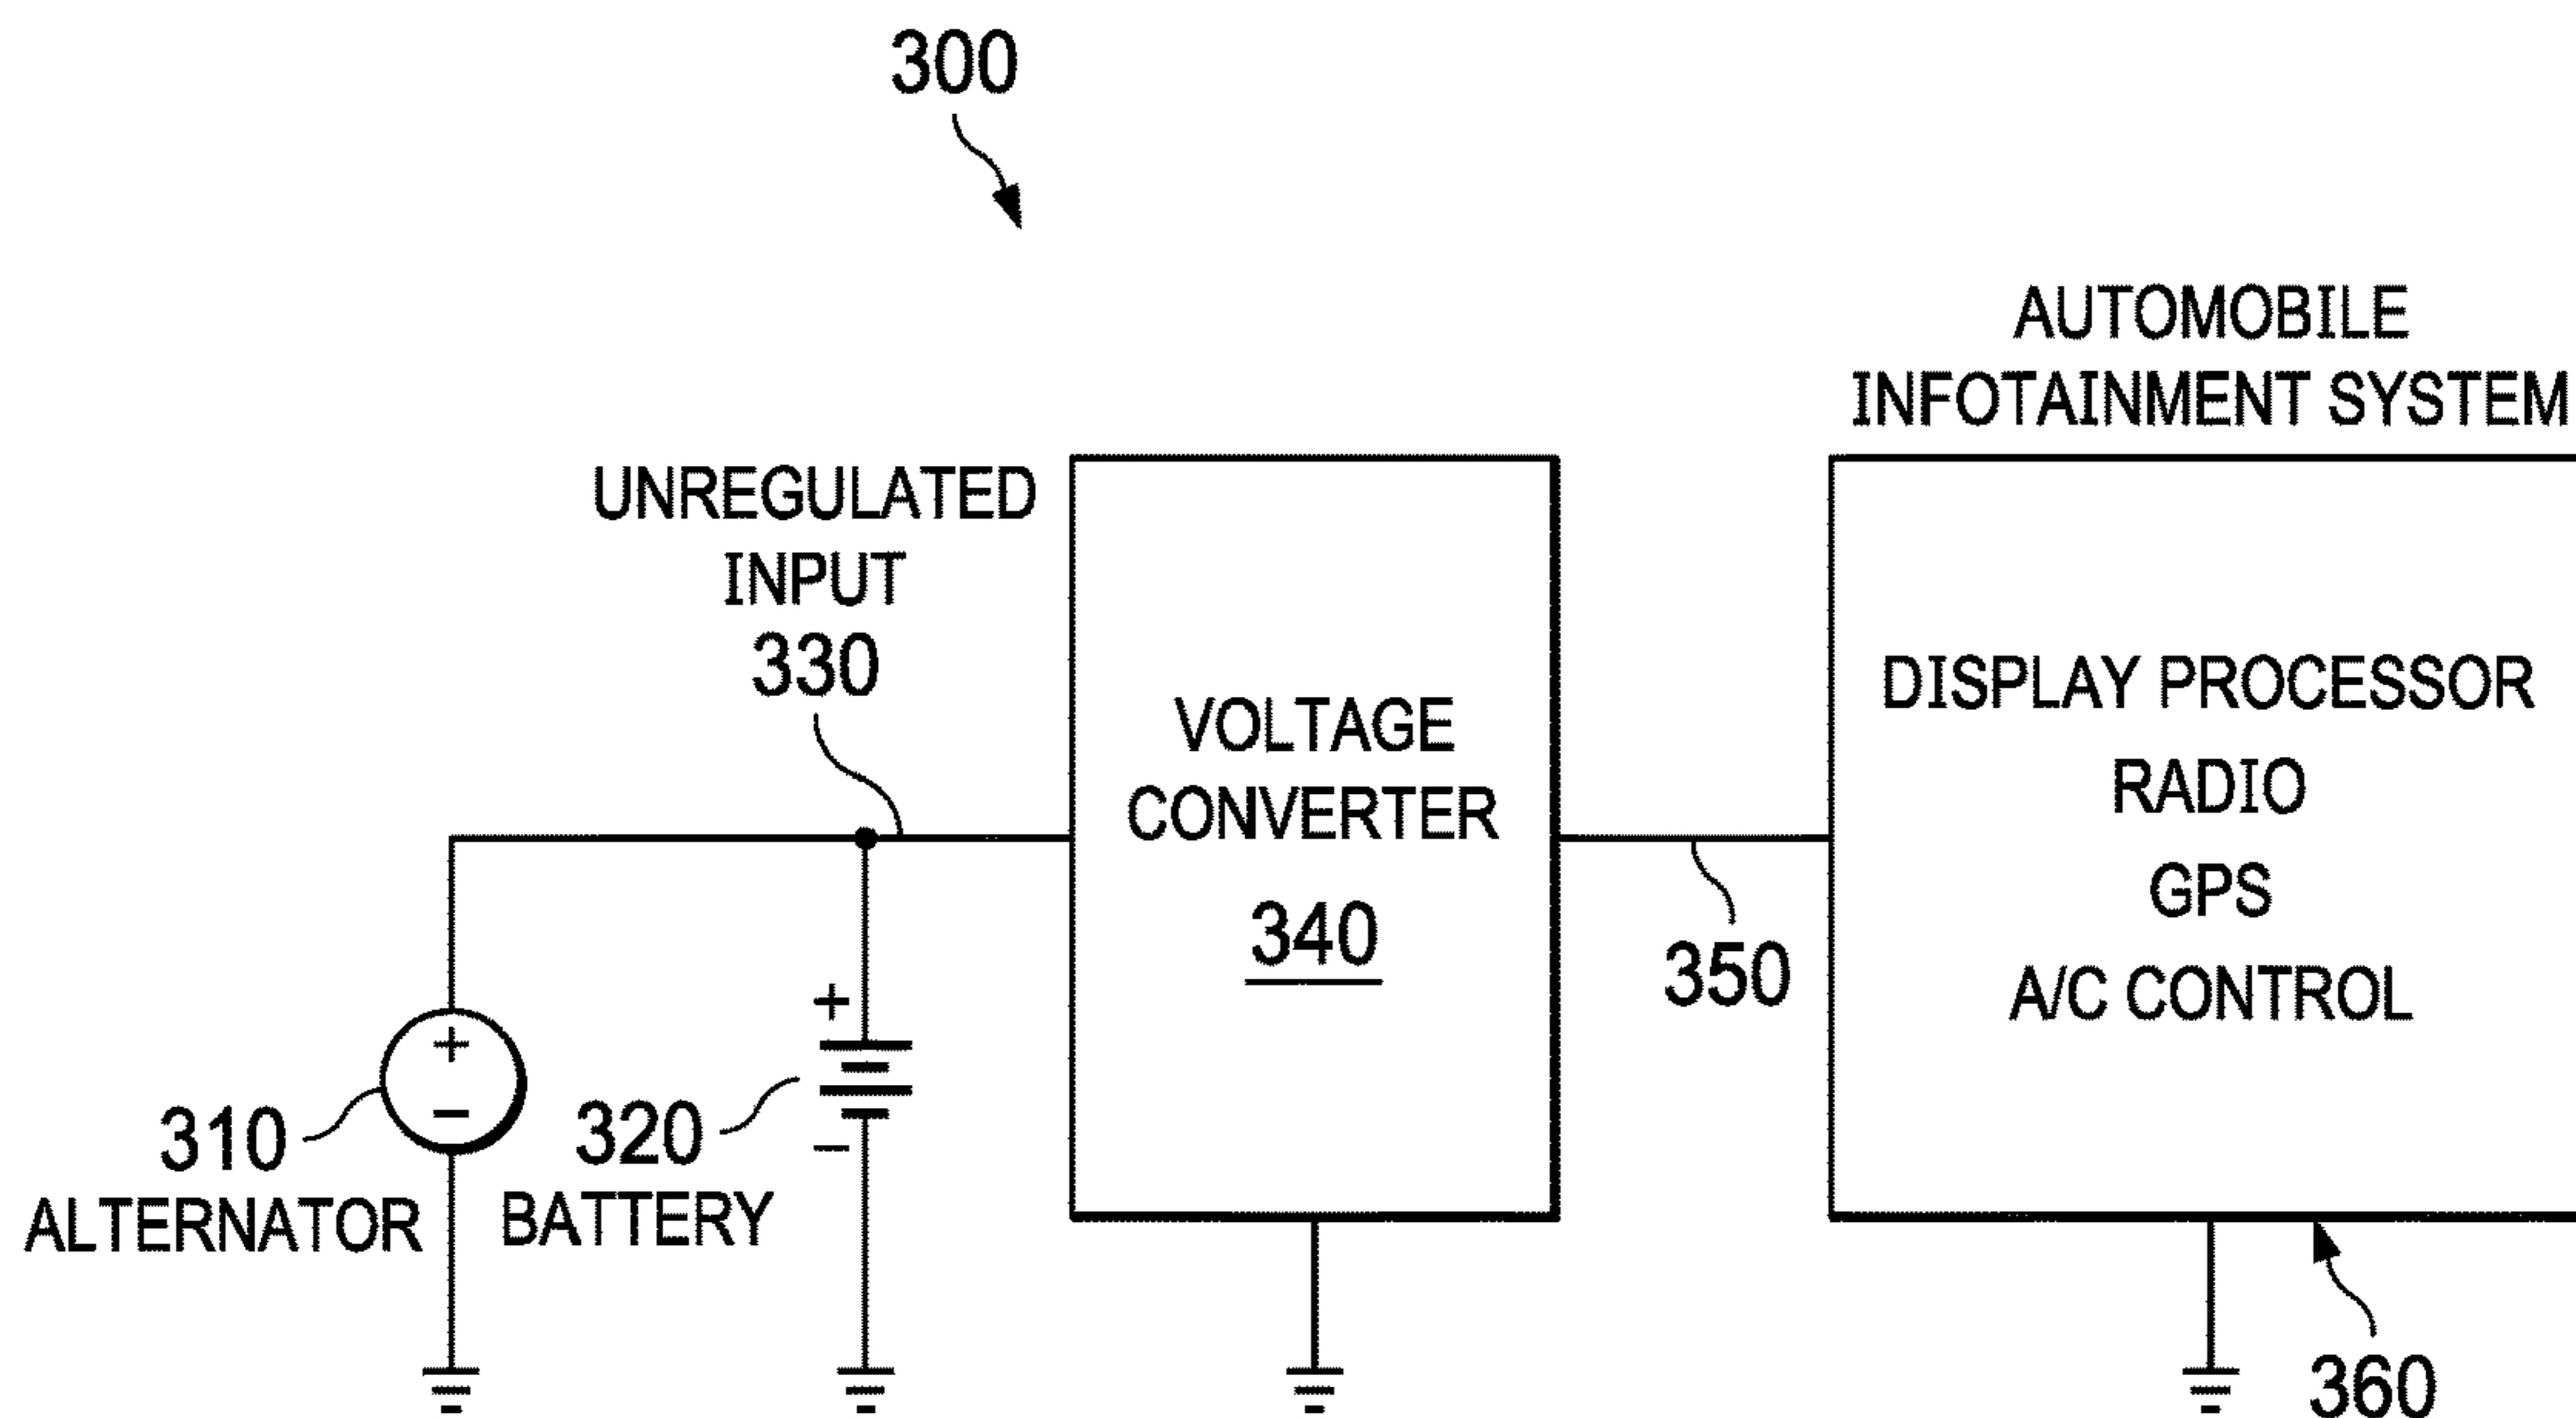 300
AUTOMOBILE
INFOTAINMENT SYSTEM
UNREGULATED
INPUT
330
VOLTAGE
CONVERTER
340
350
DISPLAY PROCESSOR
RADIO
GPS
A/C CONTROL
+
−
310
ALTERNATOR
+
−
320
BATTERY
360